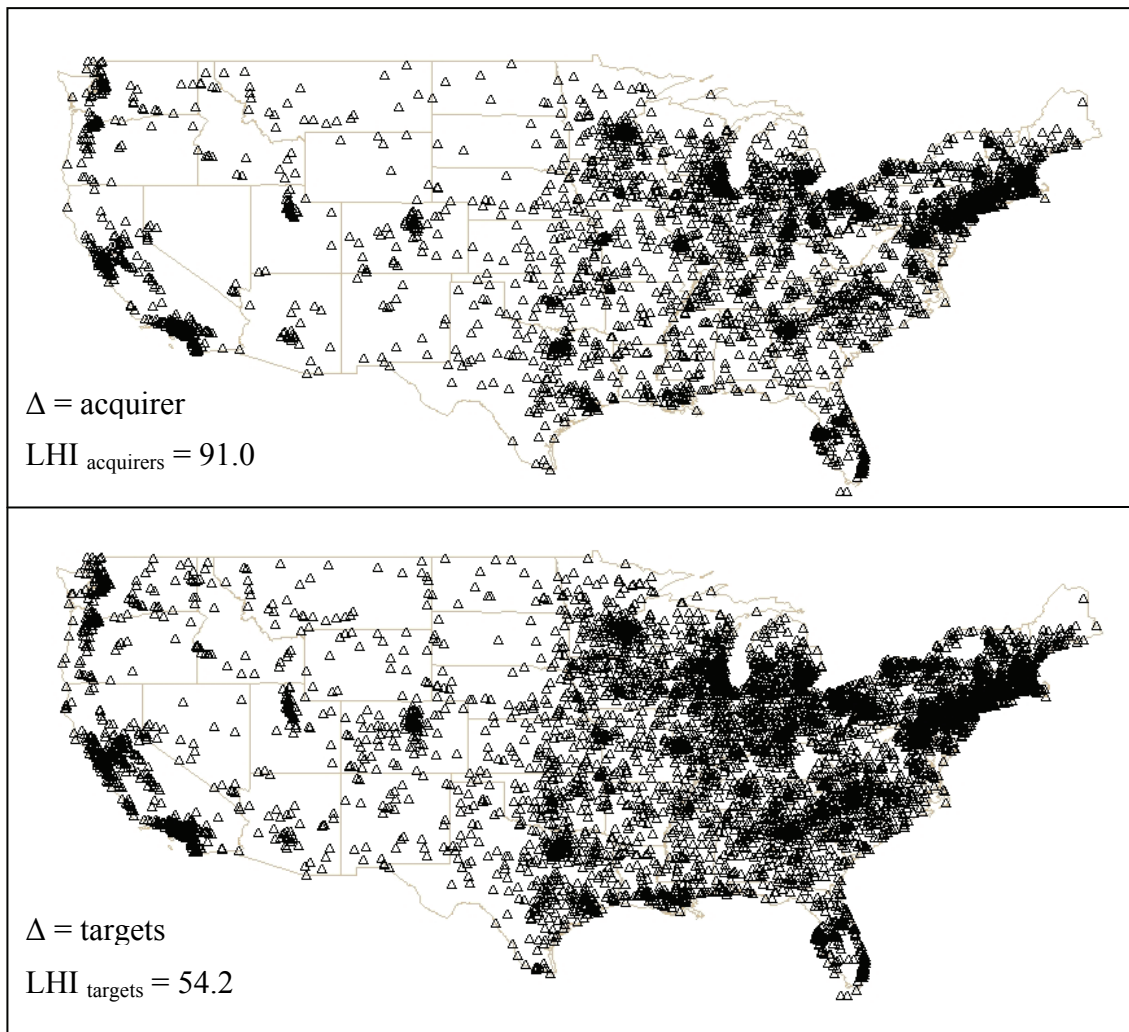 Δ = acquirer
LHI acquirers = 91.0
Δ = targets
LHI targets = 54.2